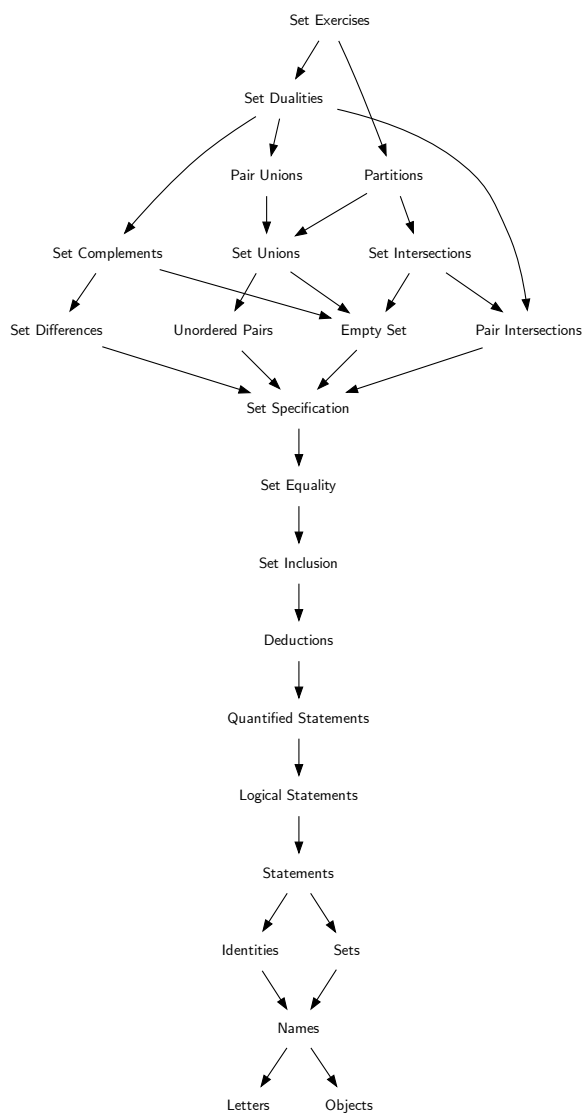 Set Exercises
Set Dualities
Pair Unions
Partitions
Set Complements
Set Unions
Set Intersections
Set Differences
Unordered Pairs
Empty Set
Pair Intersections
Set Specification
Set Equality
Set Inclusion
Deductions
Quantified Statements
Logical Statements
Statements
Identities
Sets
Names
Letters
Objects